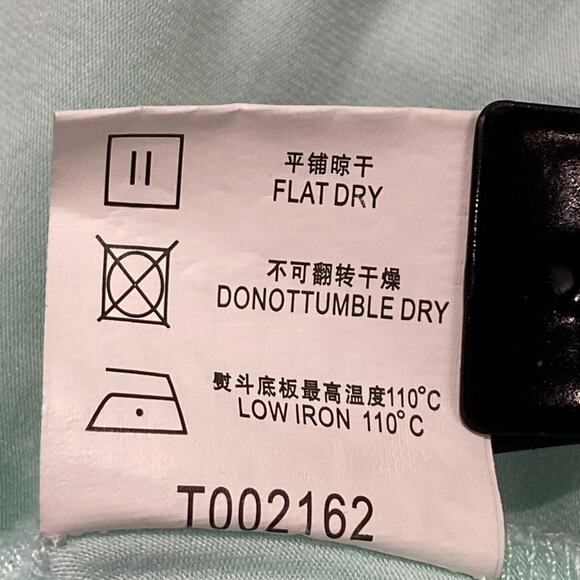 平铺晾干
FLAT DRY
不可翻转干燥
DONOTTUMBLE DRY
熨斗底板最高温度110°C
LOW IRON 110°C
T002162